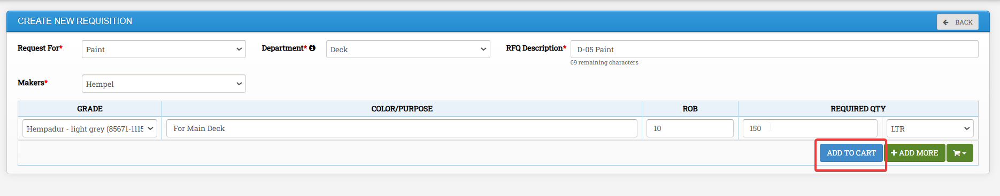 CREATE NEW REQUISITION BACK
Request For* Paint Department* Deck RFQ Description* D-05 Paint
69 remaining characters
Makers* Hempel
GRADE COLOR/PURPOSE ROB REQUIRED QTY
Hempadur - light grey (85671-1115 For Main Deck 10 150 LTR
ADD TO CART ADD MORE